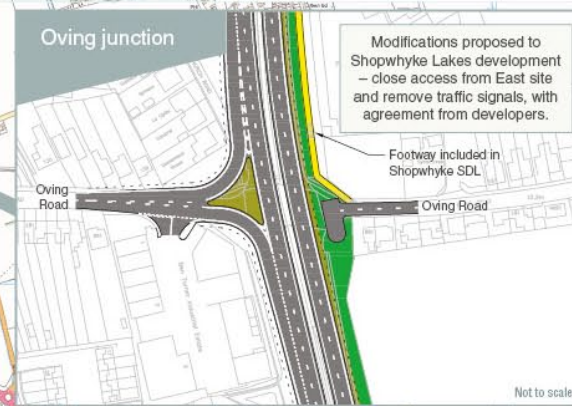 Oving junction
Modifications proposed to
Shopwhyke Lakes development
– close access from East site
and remove traffic signals, with
agreement from developers.
Footway included in
Shopwhyke SDL
Oving
Road
Oving Road
Not to scale